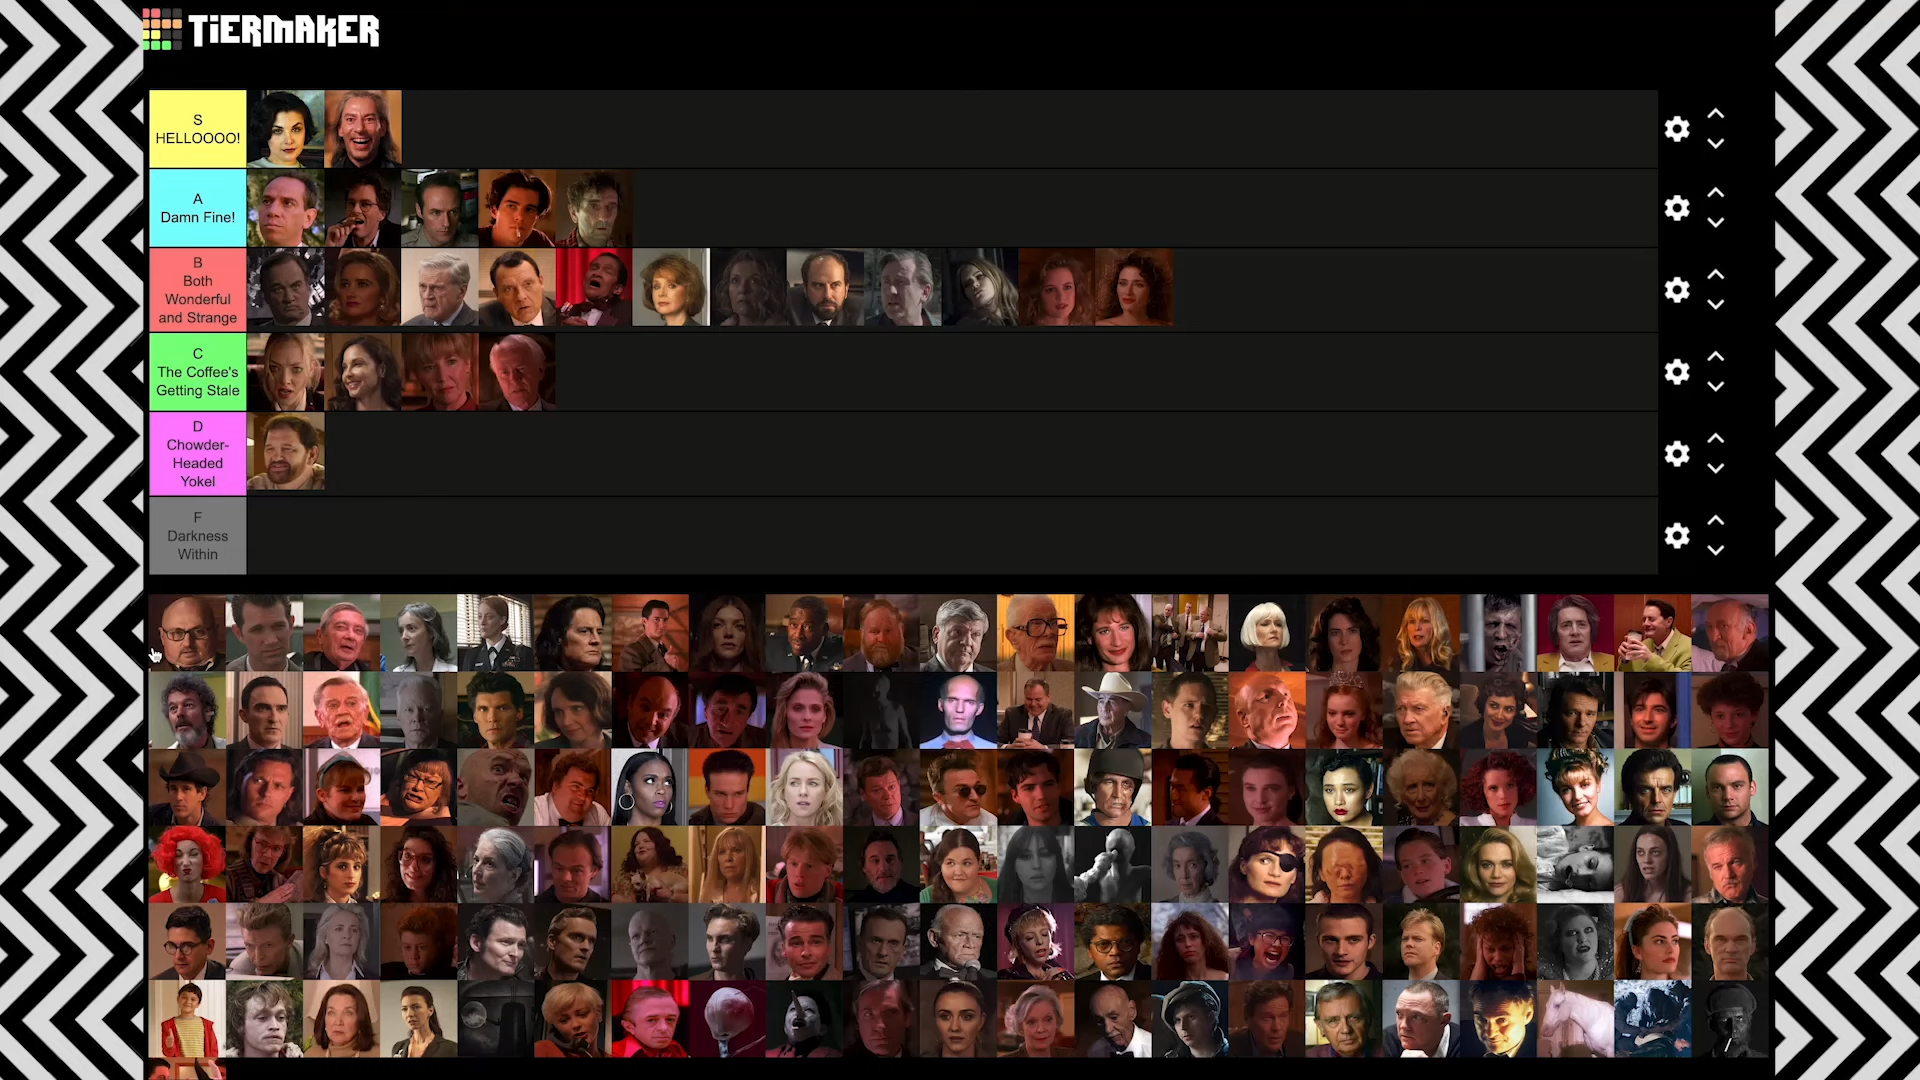 TiERMAKER
S
HELLOOOO!
A
Damn Fine!
B
Both
Wonderful
and Strange
C
The Coffee's
Getting Stale
D
Chowder-
Headed
Yokel
F
Darkness
Within